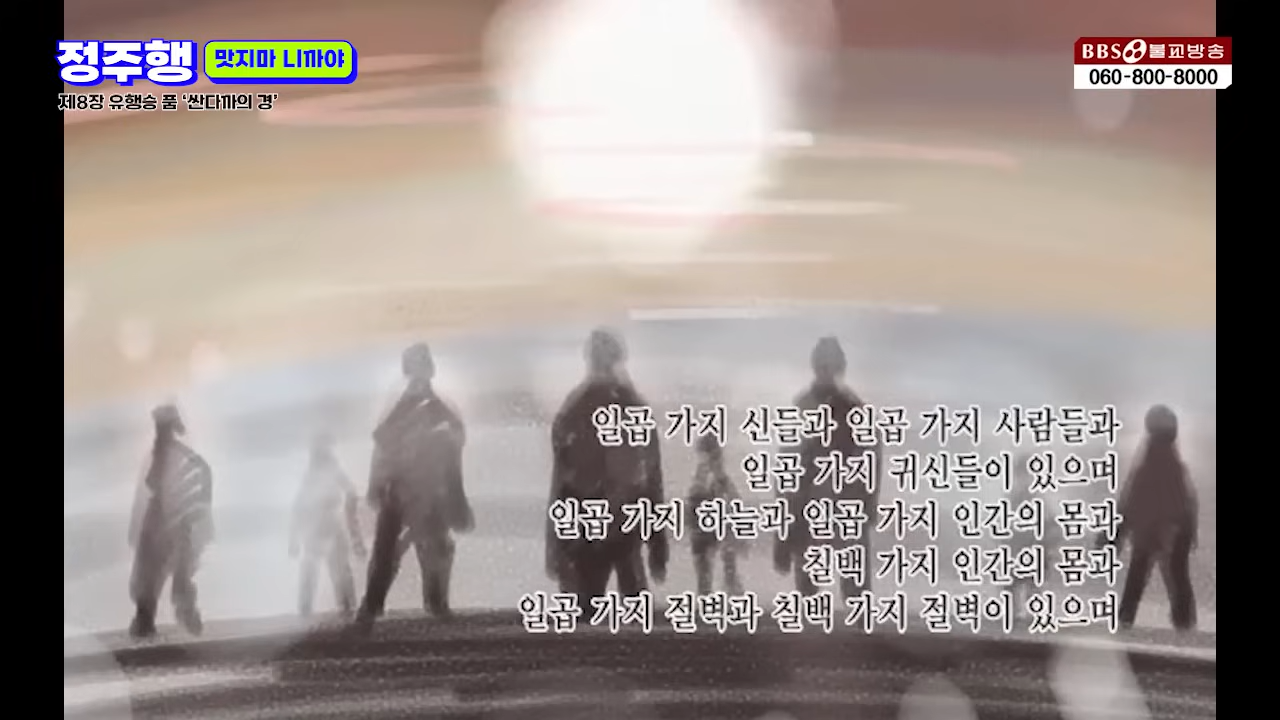 정주행 맛지마 니까야
제8장 유행승 품 ‘싼다까의 경’
BBS 불교방송
060-800-8000
일곱 가지 신들과 일곱 가지 사람들과
일곱 가지 귀신들이 있으며
일곱 가지 하늘과 일곱 가지 인간의 몸과
칠백 가지 인간의 몸과
일곱 가지 절벽과 칠백 가지 절벽이 있으며